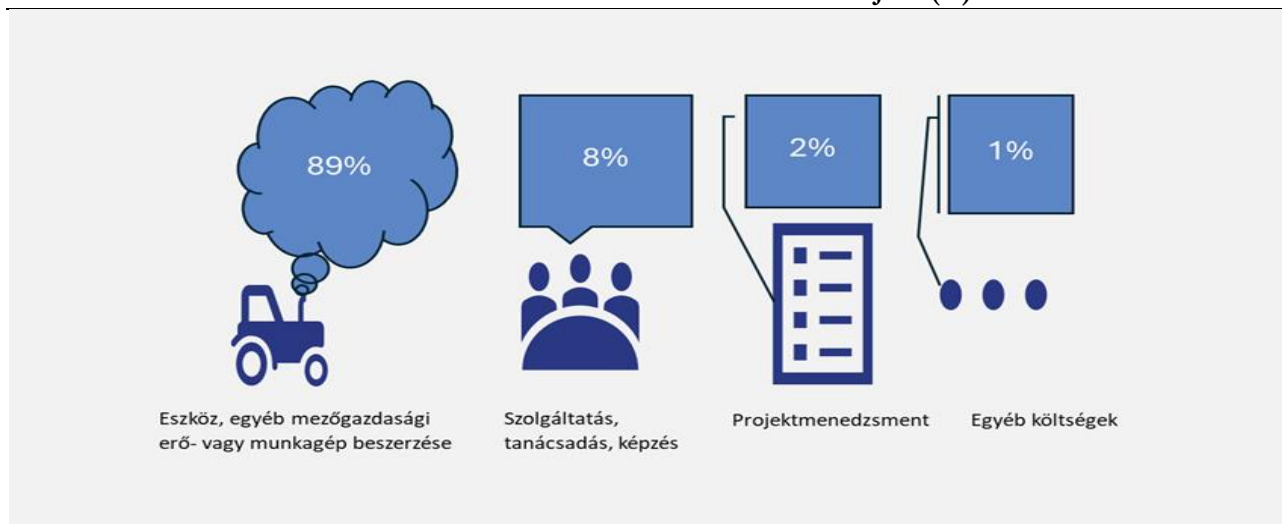 89%
8%
2%
1%
Eszköz, egyéb mezőgazdasági
erő- vagy munkagép beszerzése
Szolgáltatás,
tanácsadás, képzés
Projektmenedzsment
Egyéb költségek